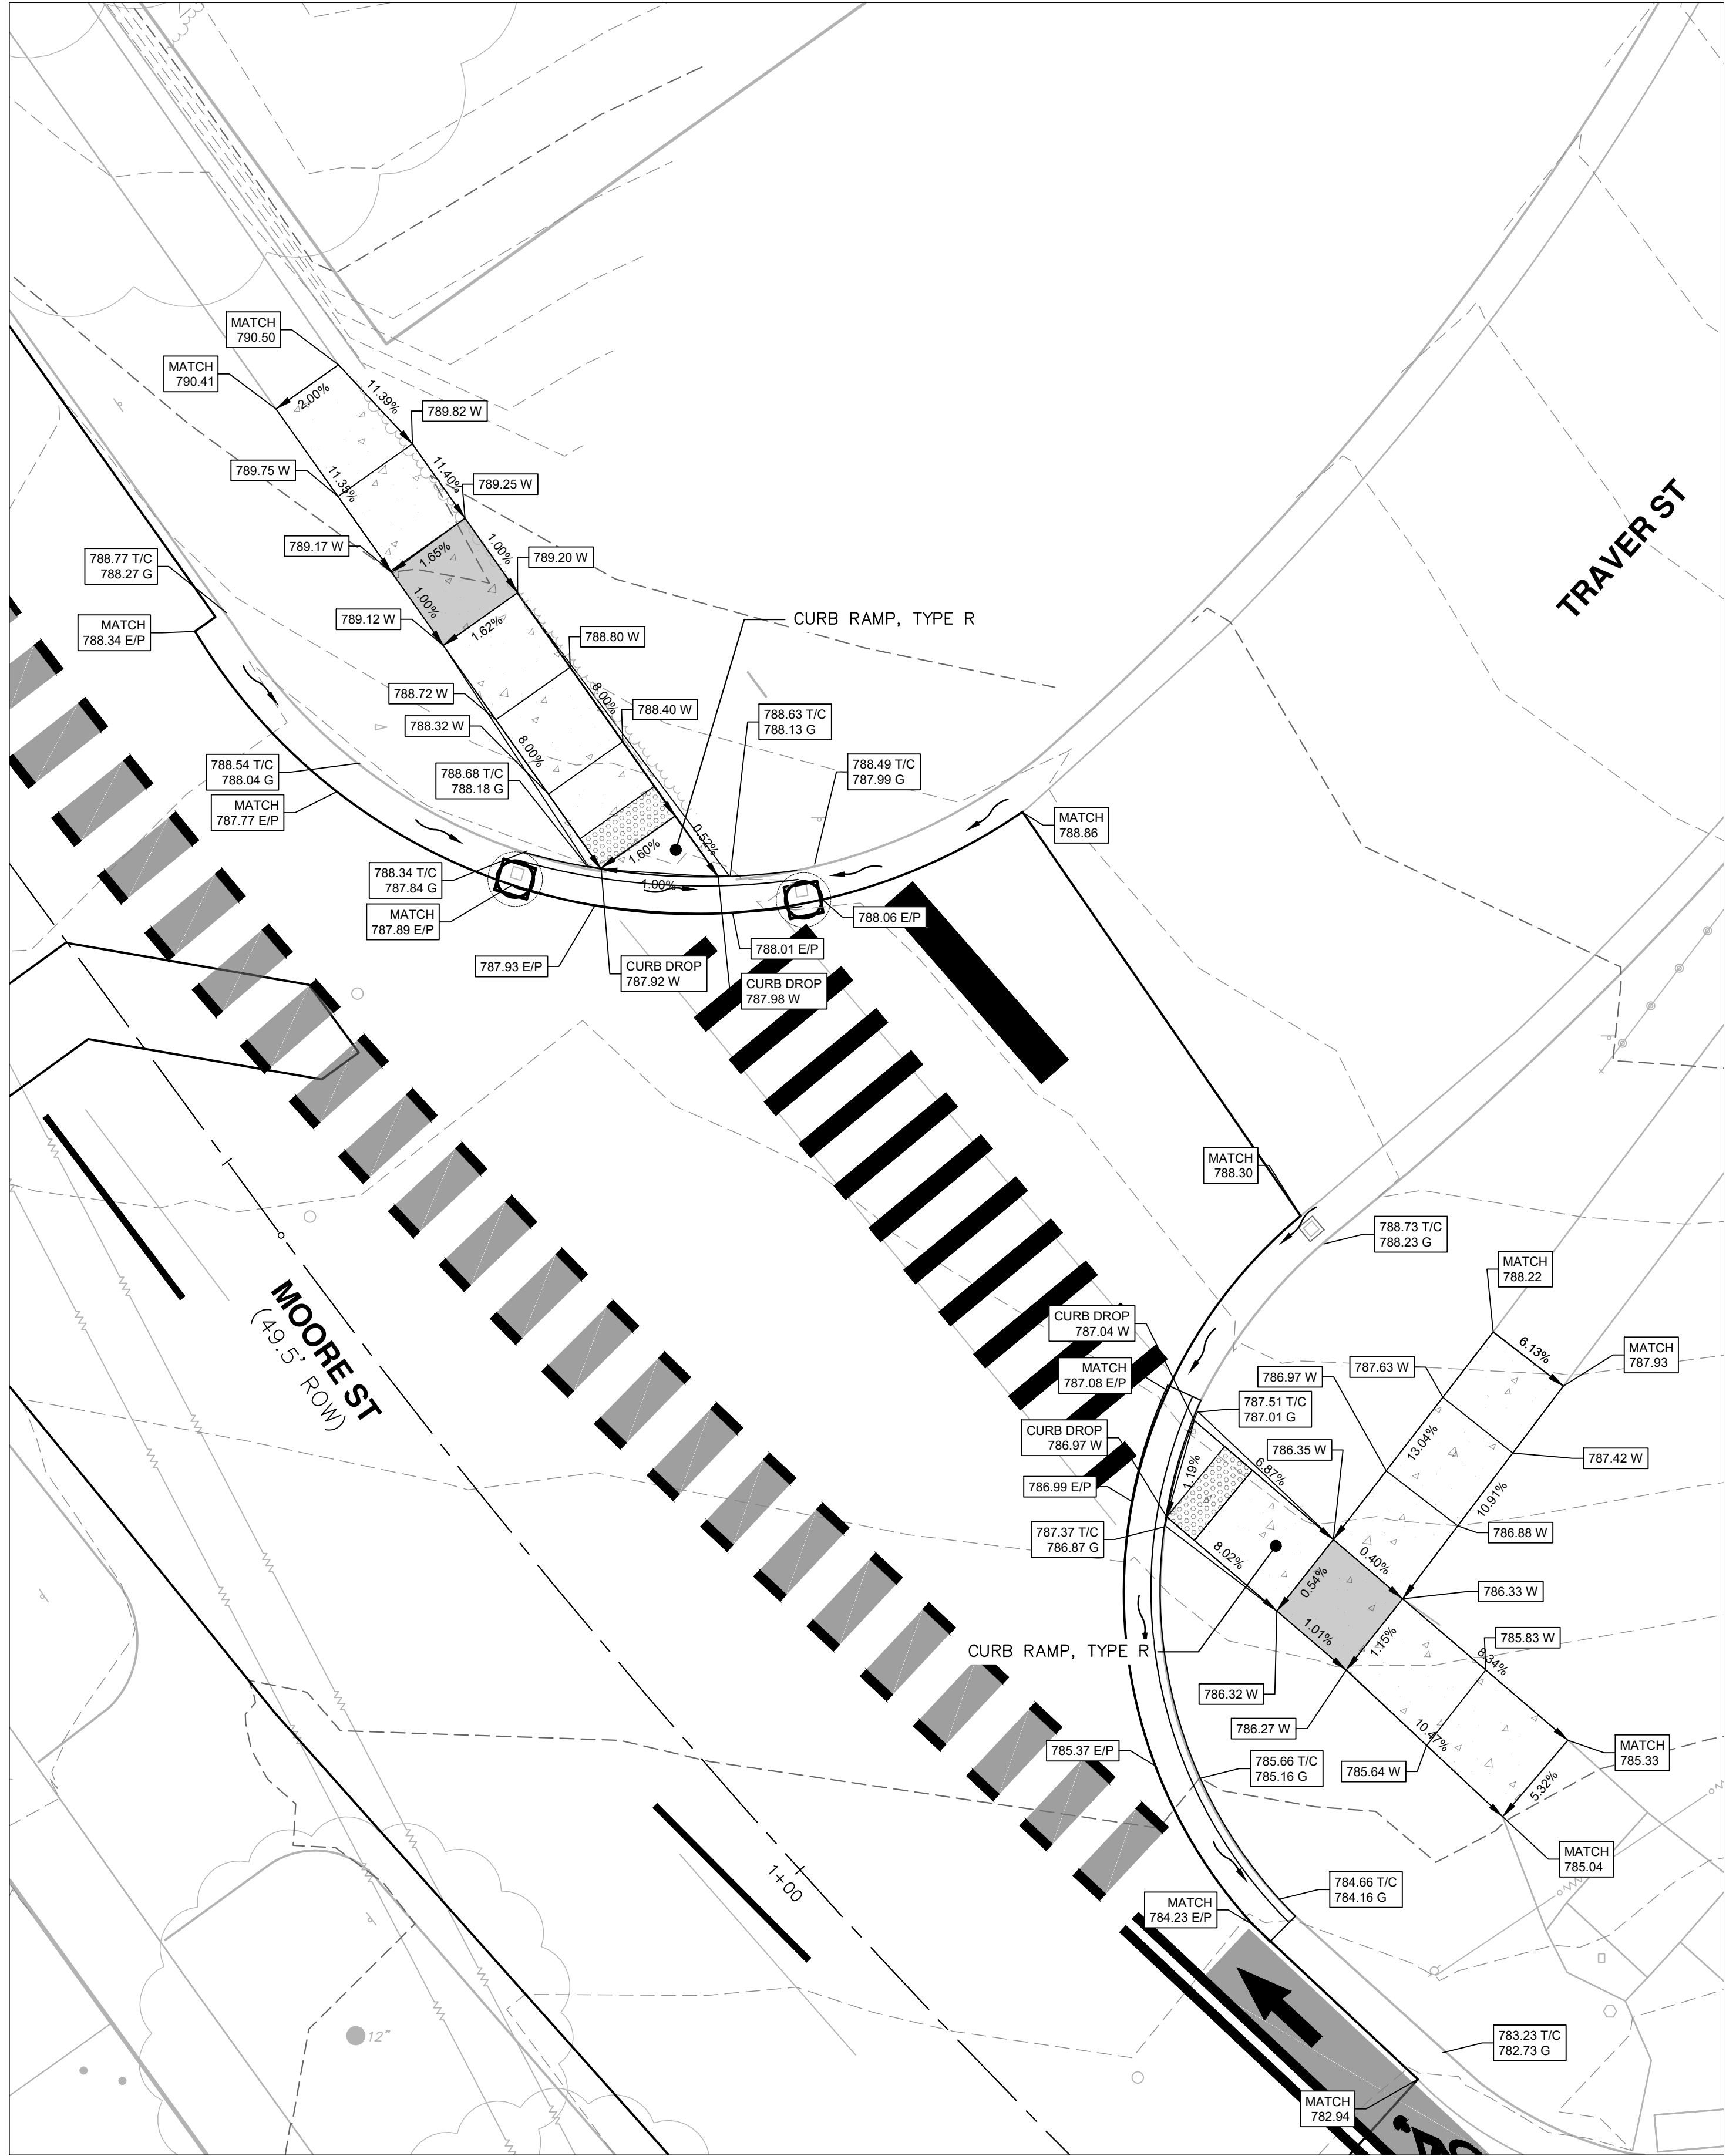 MATCH
790.50
MATCH
790.41
2.00%
11.39%
789.82 W
789.75 W
11.35%
11.40%
789.25 W
TRAVER ST
789.17 W
1.65%
1.00%
789.20 W
788.77 T/C
788.27 G
1.00%
789.12 W
1.62%
CURB RAMP, TYPE R
MATCH
788.34 E/P
788.80 W
788.72 W
8.00%
788.40 W
788.32 W
788.63 T/C
788.13 G
8.00%
788.54 T/C
788.04 G
788.68 T/C
788.18 G
788.49 T/C
787.99 G
MATCH
787.77 E/P
MATCH
788.86
0.52%
1.60%
788.34 T/C
787.84 G
1.00%
MATCH
787.89 E/P
788.06 E/P
788.01 E/P
787.93 E/P
CURB DROP
787.92 W
CURB DROP
787.98 W
MATCH
788.30
788.73 T/C
788.23 G
MATCH
788.22
MOORE ST
(49.5' ROW)
CURB DROP
787.04 W
6.13%
MATCH
787.93
MATCH
787.08 E/P
787.63 W
786.97 W
787.51 T/C
787.01 G
CURB DROP
786.97 W
786.35 W
13.04%
787.42 W
1.19%
6.87%
786.99 E/P
10.91%
787.37 T/C
786.87 G
786.88 W
8.02%
0.40%
0.54%
786.33 W
1.01%
1.15%
785.83 W
CURB RAMP, TYPE R
8.34%
786.32 W
786.27 W
10.47%
785.37 E/P
785.66 T/C
785.16 G
785.64 W
MATCH
785.33
5.32%
MATCH
785.04
1+00
784.66 T/C
784.16 G
MATCH
784.23 E/P
12"
783.23 T/C
782.73 G
MATCH
782.94